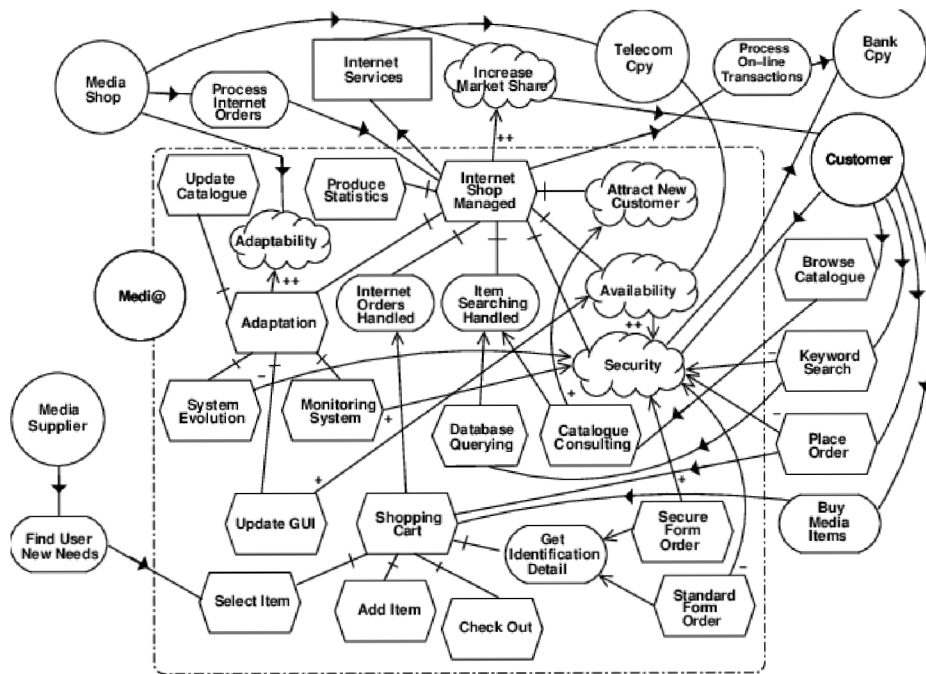 Media
Shop
Process
Internet
Orders
Internet
Services
Increase
Market Share
Telecom
Cpy
Process
On–line
Transactions
Bank
Cpy
++
Update
Catalogue
Produce
Statistics
Internet
Shop
Managed
Attract New
Customer
Customer
Adaptability
Browse
Catalogue
Medi@
++
Adaptation
Internet
Orders
Handled
Item
Searching
Handled
Availability
++
Security
Keyword
Search
–
–
Media
Supplier
System
Evolution
Monitoring
System
+
Database
Querying
+
Catalogue
Consulting
–
Place
Order
+
Update GUI
Shopping
Cart
+
Secure
Form
Order
Buy
Media
Items
Find User
New Needs
Get
Identification
Detail
–
Select Item
Add Item
Check Out
Standard
Form
Order